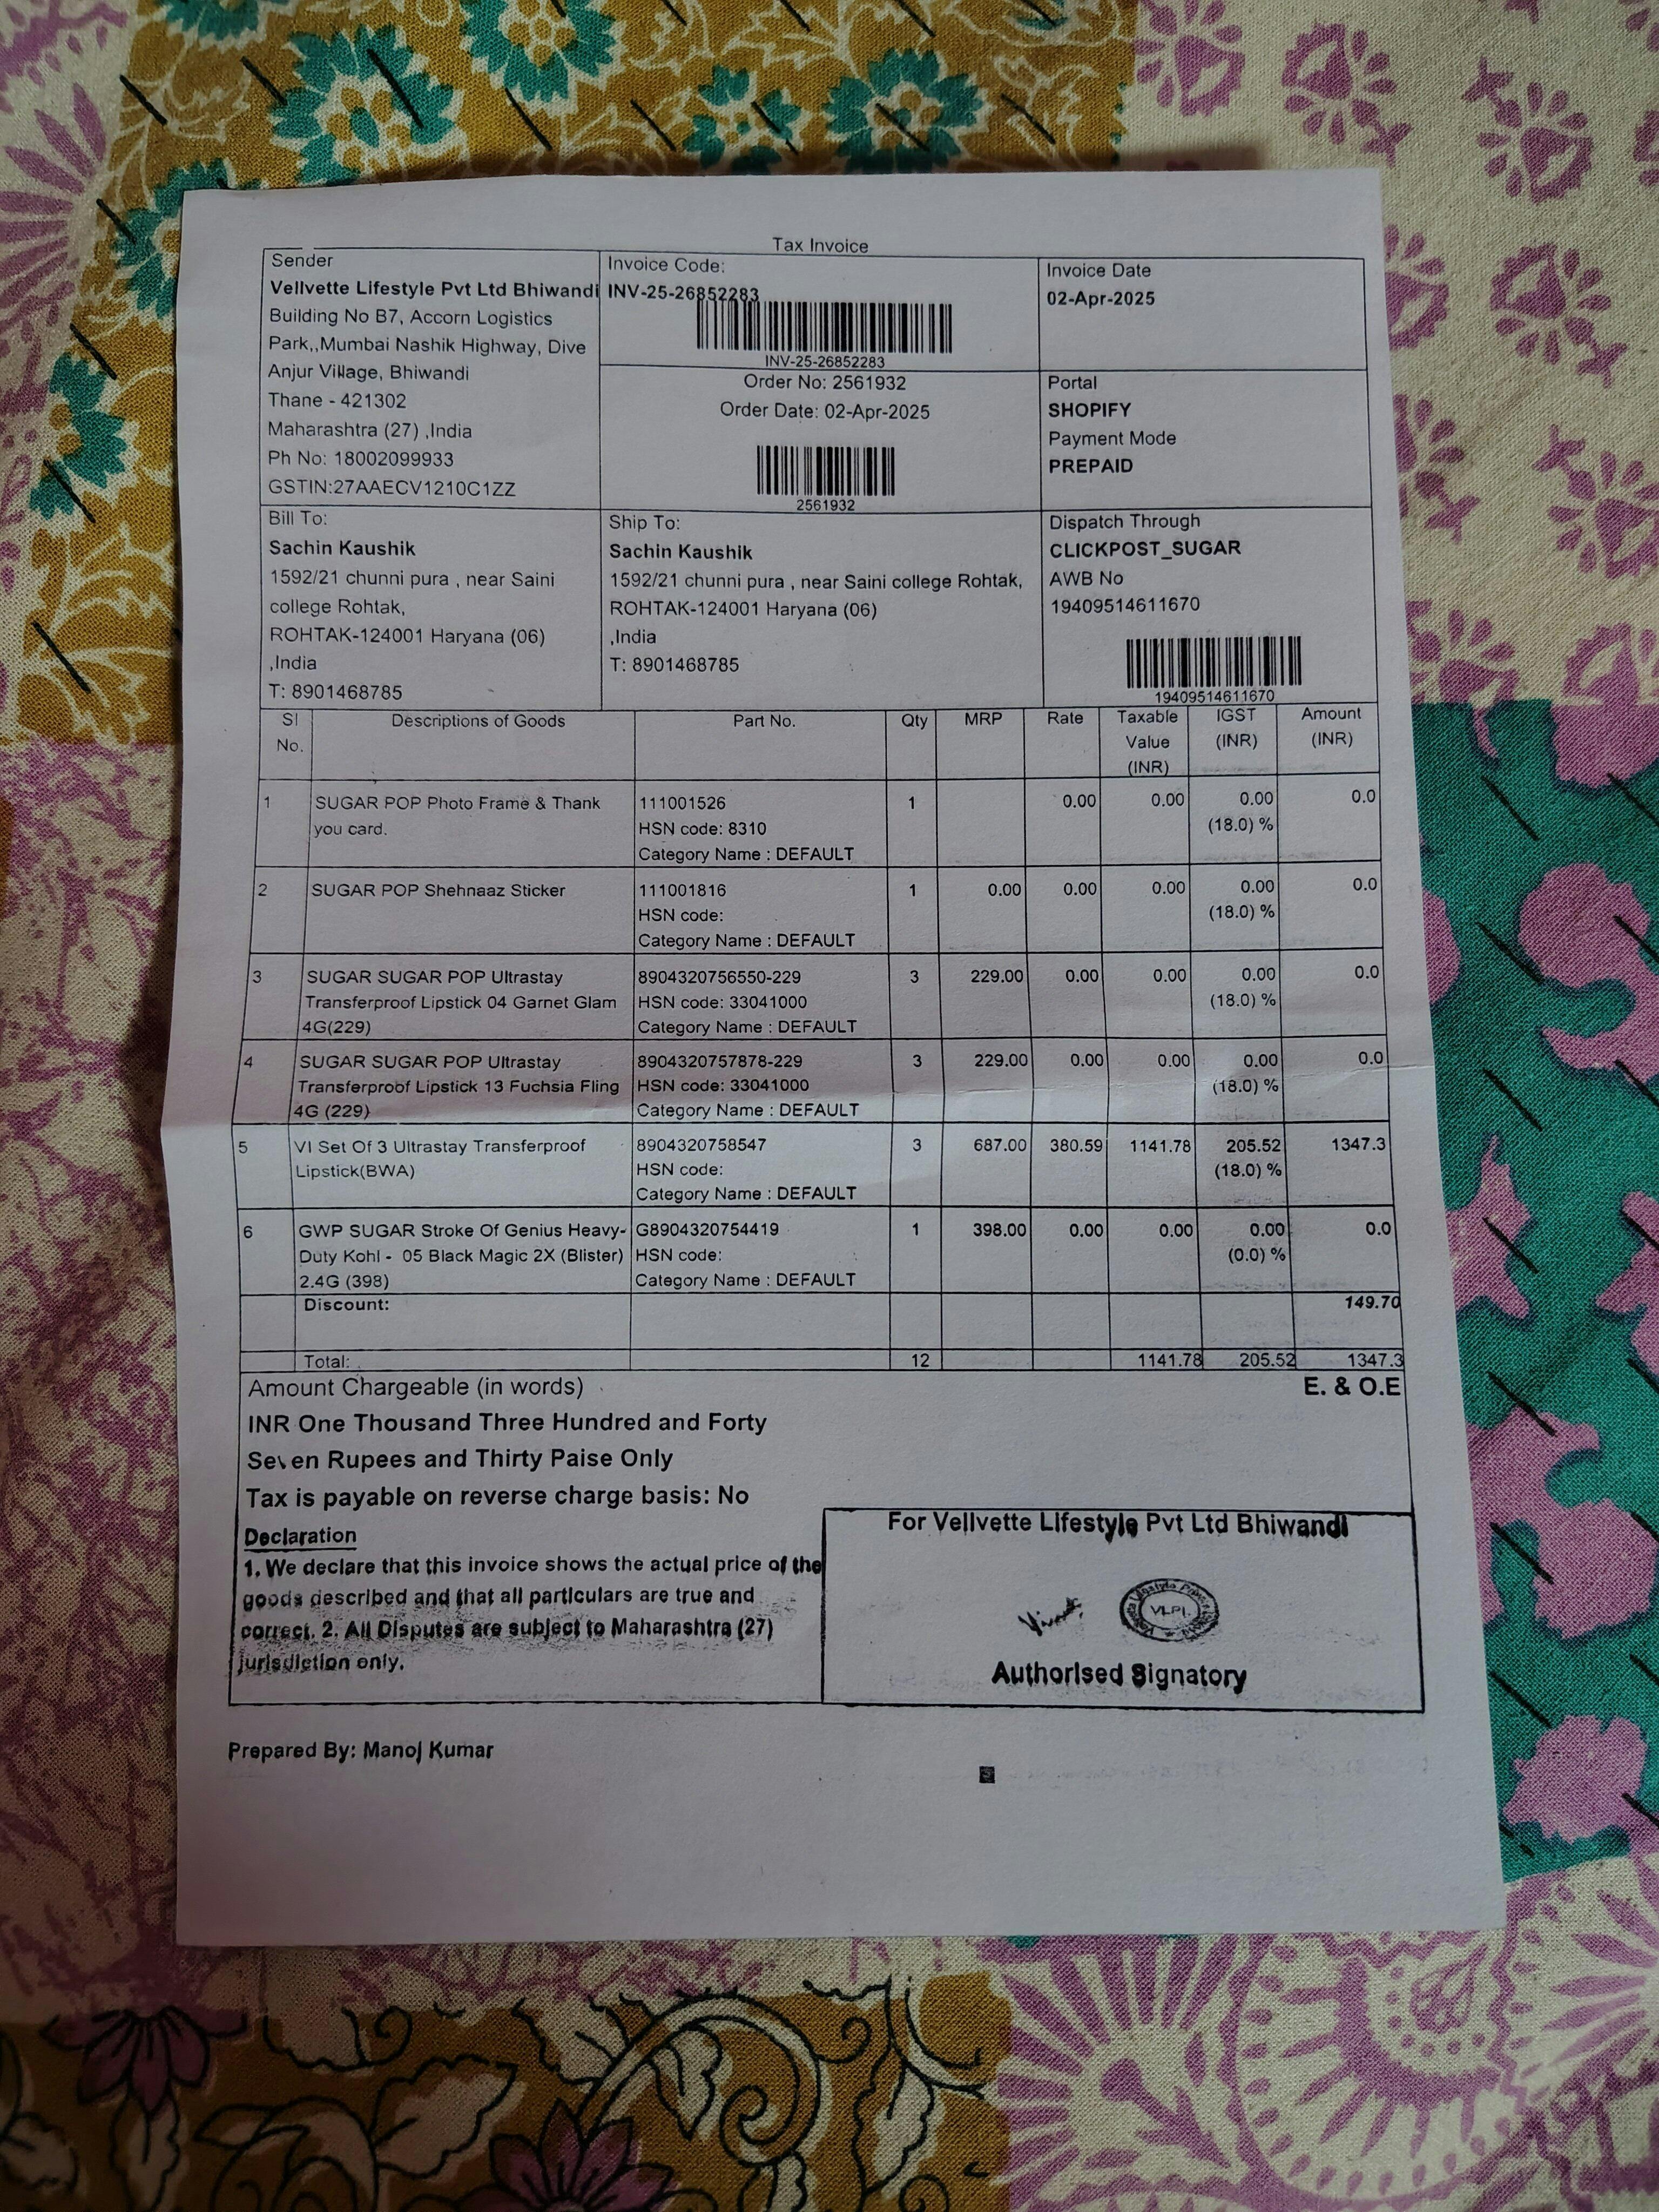 Tax Invoice
Sender
Vellvette Lifestyle Pvt Ltd Bhiwandi
Building No B7, Accorn Logistics
Park,,Mumbai Nashik Highway, Dive
Anjur Village, Bhiwandi
Thane - 421302
Maharashtra (27) ,India
Ph No: 18002099933
GSTIN:27AAECV1210C1ZZ
Invoice Code:
INV-25-26852283
INV-25-26852283
Order No: 2561932
Order Date: 02-Apr-2025
2561932
Invoice Date
02-Apr-2025
Portal
SHOPIFY
Payment Mode
PREPAID
Bill To:
Sachin Kaushik
1592/21 chunni pura , near Saini
college Rohtak,
ROHTAK-124001 Haryana (06)
,India
T: 8901468785
Ship To:
Sachin Kaushik
1592/21 chunni pura , near Saini college Rohtak,
ROHTAK-124001 Haryana (06)
,India
T: 8901468785
Dispatch Through
CLICKPOST_SUGAR
AWB No
19409514611670
19409514611670
Sl No. Descriptions of Goods Part No. Qty MRP Rate Taxable Value (INR) IGST (INR) Amount (INR)
1 SUGAR POP Photo Frame & Thank 111001526 1 0.00 0.00 0.00 0.0
you card. HSN code: 8310 (18.0) %
Category Name : DEFAULT
2 SUGAR POP Shehnaaz Sticker 111001816 1 0.00 0.00 0.00 0.00 0.0
HSN code: (18.0) %
Category Name : DEFAULT
3 SUGAR SUGAR POP Ultrastay 8904320756550-229 3 229.00 0.00 0.00 0.00 0.0
Transferproof Lipstick 04 Garnet Glam HSN code: 33041000 (18.0) %
4G(229) Category Name : DEFAULT
4 SUGAR SUGAR POP Ultrastay 8904320757878-229 3 229.00 0.00 0.00 0.00 0.0
Transferproof Lipstick 13 Fuchsia Fling HSN code: 33041000 (18.0) %
4G (229) Category Name : DEFAULT
5 VI Set Of 3 Ultrastay Transferproof 8904320758547 3 687.00 380.59 1141.78 205.52 1347.3
Lipstick(BWA) HSN code: (18.0) %
Category Name : DEFAULT
6 GWP SUGAR Stroke Of Genius Heavy- G8904320754419 1 398.00 0.00 0.00 0.00 0.0
Duty Kohl - 05 Black Magic 2X (Blister) HSN code: (0.0) %
2.4G (398) Category Name : DEFAULT
Discount: 149.70
Total: 12 1141.78 205.52 1347.3
Amount Chargeable (in words) E. & O.E
INR One Thousand Three Hundred and Forty
Seven Rupees and Thirty Paise Only
Tax is payable on reverse charge basis: No
Declaration
1. We declare that this invoice shows the actual price of the
goods described and that all particulars are true and
correct. 2. All Disputes are subject to Maharashtra (27)
jurisdiction only.
For Vellvette Lifestyle Pvt Ltd Bhiwandi
VLPL
Authorised Signatory
Prepared By: Manoj Kumar